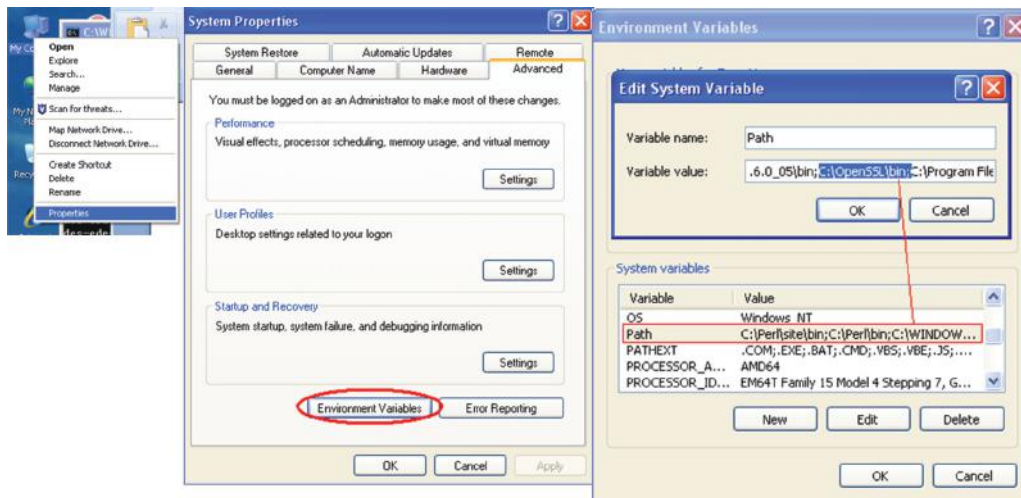 C:\WI
My Co
Open
Explore
Search...
Manage
My N
Pla
Scan for threats...
Map Network Drive...
Disconnect Network Drive...
Create Shortcut
Recy
Delete
Rename
Properties
des-ede
System Properties
System Restore Automatic Updates Remote
General Computer Name Hardware Advanced
You must be logged on as an Administrator to make most of these changes.
Performance
Visual effects, processor scheduling, memory usage, and virtual memory
Settings
User Profiles
Desktop settings related to your logon
Settings
Startup and Recovery
System startup, system failure, and debugging information
Settings
Environment Variables Error Reporting
OK Cancel Apply
Environment Variables
Edit System Variable
Variable name: Path
Variable value: .6.0_05\bin;C:\OpenSSL\bin;C:\Program File
OK Cancel
System variables
Variable Value
OS Windows_NT
Path C:\Perl\site\bin;C:\Perl\bin;C:\WINDOW...
PATHEXT .COM;.EXE;.BAT;.CMD;.VBS;.VBE;.JS;....
PROCESSOR_A... AMD64
PROCESSOR_ID... EM64T Family 15 Model 4 Stepping 7, G...
New Edit Delete
OK Cancel